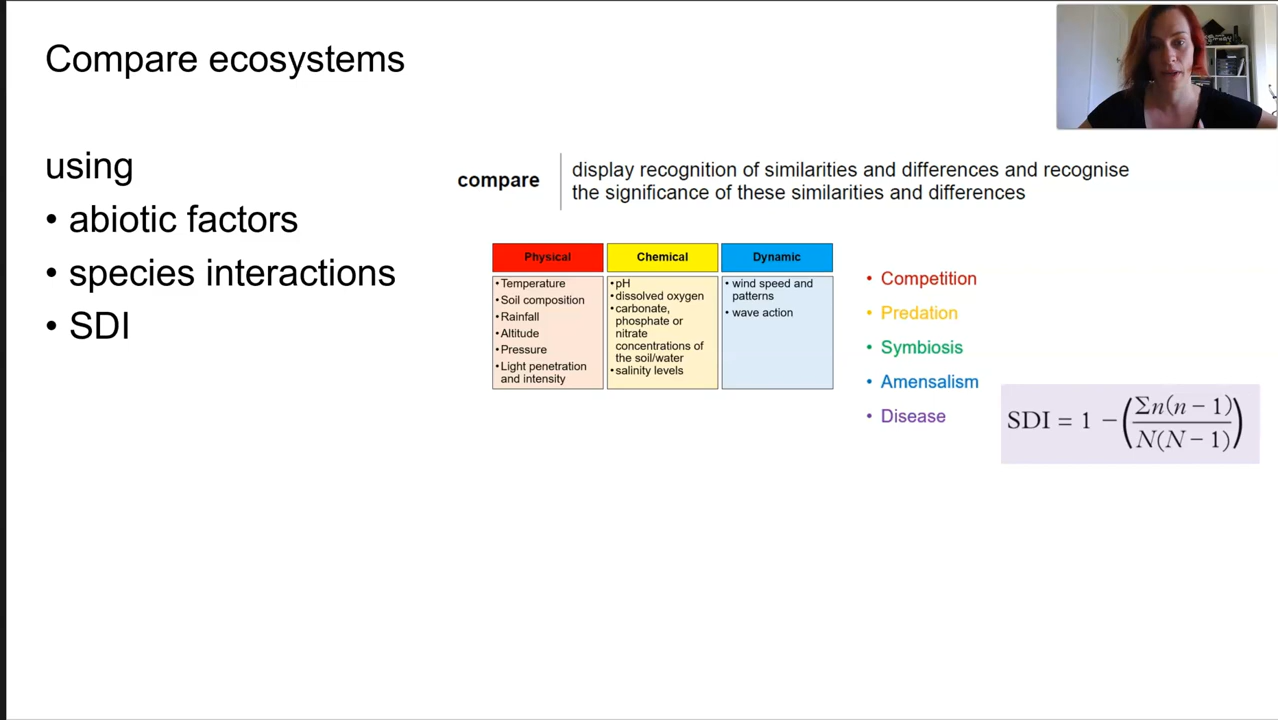 Compare ecosystems
using
• abiotic factors
• species interactions
• SDI
compare
display recognition of similarities and differences and recognise
the significance of these similarities and differences
Physical
•Temperature
•Soil composition
•Rainfall
•Altitude
•Pressure
•Light penetration
and intensity
Chemical
•pH
•dissolved oxygen
•carbonate,
phosphate or
nitrate
concentrations of
the soil/water
•salinity levels
Dynamic
• wind speed and
patterns
• wave action
• Competition
• Predation
• Symbiosis
• Amensalism
• Disease
SDI = 1 − (Σn(n − 1) / N(N − 1))